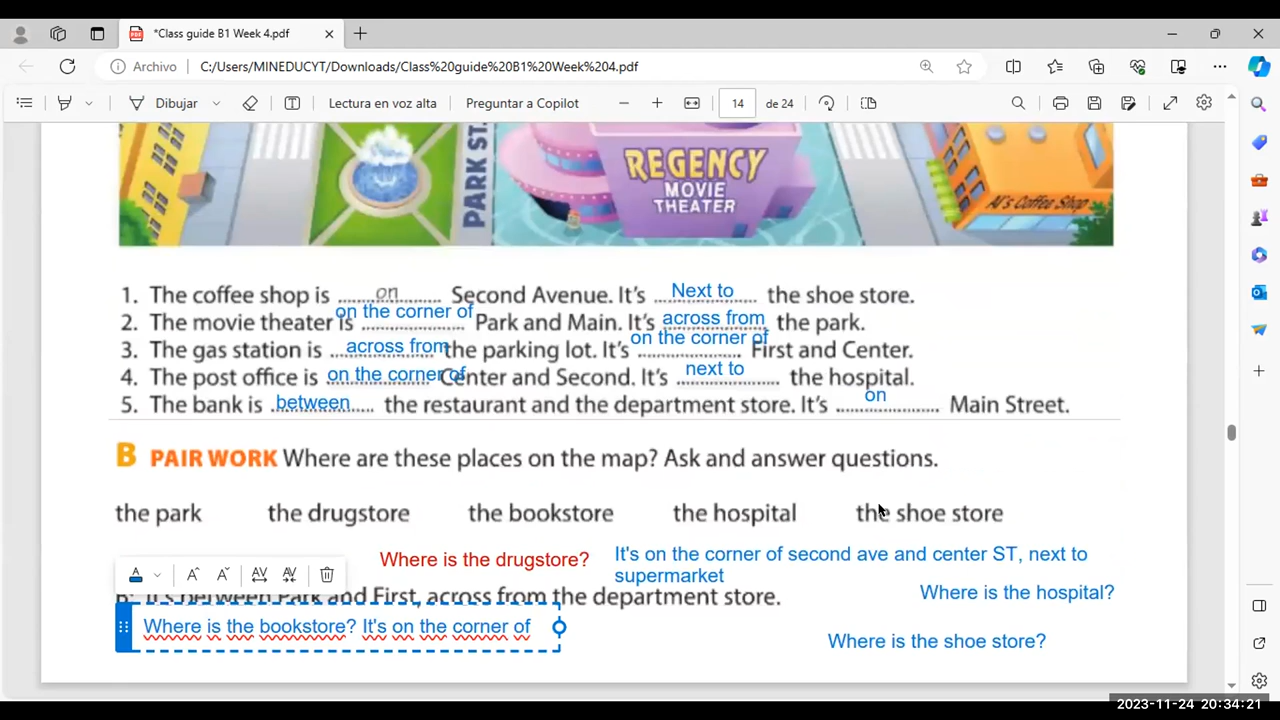 *Class guide B1 Week 4.pdf
Archivo C:/Users/MINEDUCYT/Downloads/Class%20guide%20B1%20Week%204.pdf
Dibujar Lectura en voz alta Preguntar a Copilot 14 de 24
PARK ST.
REGENCY
MOVIE
THEATER
Al's Coffee Shop
1. The coffee shop is on Second Avenue. It's Next to the shoe store.
2. The movie theater is on the corner of Park and Main. It's across from the park.
3. The gas station is across from the parking lot. It's on the corner of First and Center.
4. The post office is on the corner of Center and Second. It's next to the hospital.
5. The bank is between the restaurant and the department store. It's on Main Street.
B PAIR WORK Where are these places on the map? Ask and answer questions.
the park the drugstore the bookstore the hospital the shoe store
Where is the drugstore? It's on the corner of second ave and center ST, next to
supermarket
Where is the hospital?
B: It's between Park and First, across from the department store.
Where is the bookstore? It's on the corner of
Where is the shoe store?
2023-11-24 20:34:21